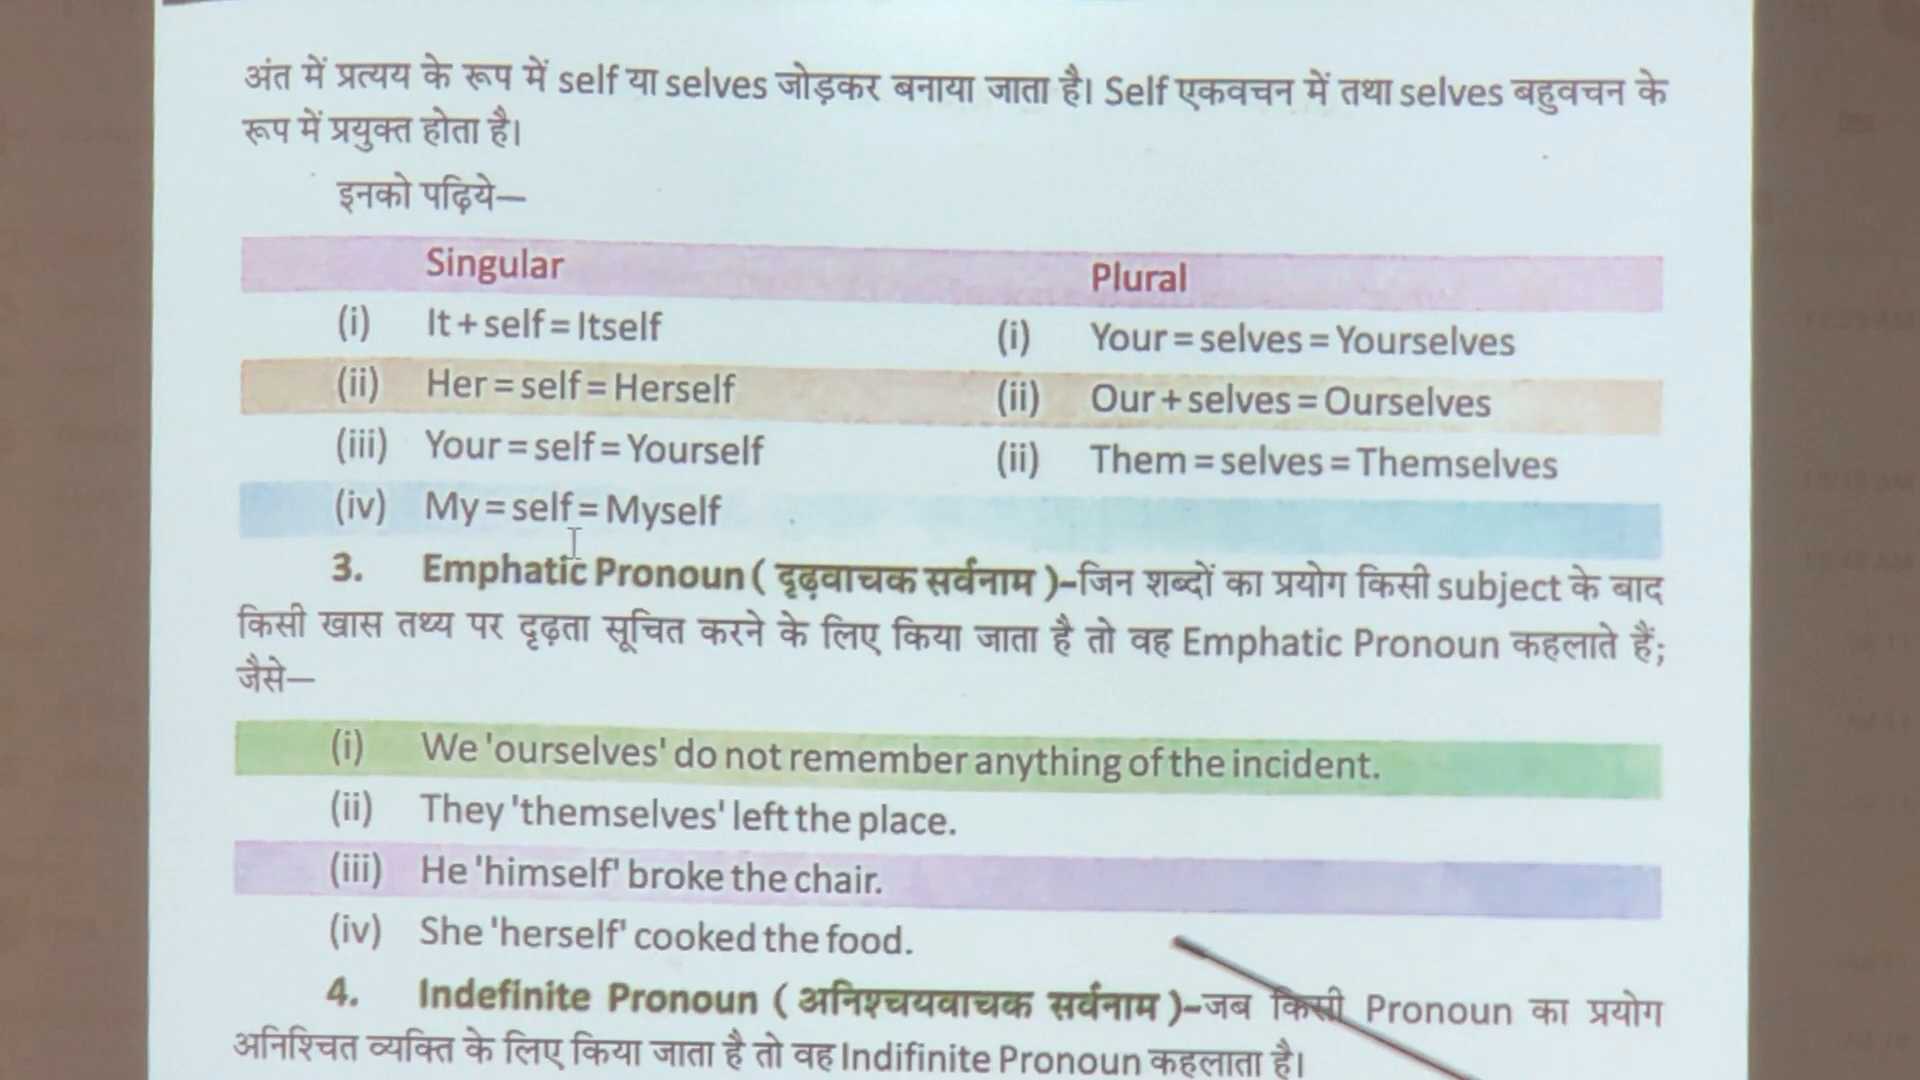 अंत में प्रत्यय के रूप में self या selves जोड़कर बनाया जाता है। Self एकवचन में तथा selves बहुवचन के
रूप में प्रयुक्त होता है।
इनको पढ़िये—
Singular Plural
(i) It + self = Itself (i) Your = selves = Yourselves
(ii) Her = self = Herself (ii) Our + selves = Ourselves
(iii) Your = self = Yourself (ii) Them = selves = Themselves
(iv) My = self = Myself
3. Emphatic Pronoun ( दृढ़वाचक सर्वनाम )–जिन शब्दों का प्रयोग किसी subject के बाद
किसी खास तथ्य पर दृढ़ता सूचित करने के लिए किया जाता है तो वह Emphatic Pronoun कहलाते हैं;
जैसे—
(i) We 'ourselves' do not remember anything of the incident.
(ii) They 'themselves' left the place.
(iii) He 'himself' broke the chair.
(iv) She 'herself' cooked the food.
4. Indefinite Pronoun ( अनिश्चयवाचक सर्वनाम )–जब किसी Pronoun का प्रयोग
अनिश्चित व्यक्ति के लिए किया जाता है तो वह Indifinite Pronoun कहलाता है।